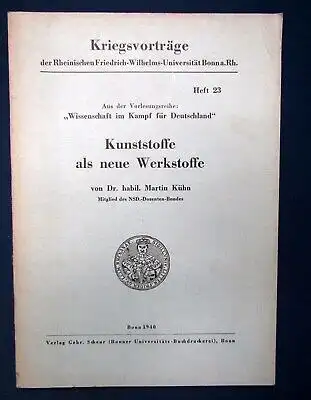 Kriegsvorträge
der Rheinischen Friedrich-Wilhelms-Universität Bonn a. Rh.
Heft 23
Aus der Vorlesungsreihe:
„Wissenschaft im Kampf für Deutschland"
Kunststoffe
als neue Werkstoffe
von Dr. habil. Martin Kühn
Mitglied des NSD.-Dozenten-Bundes
Bonn 1940
Verlag Gebr. Scheur (Bonner Universitäts-Buchdruckerei), Bonn